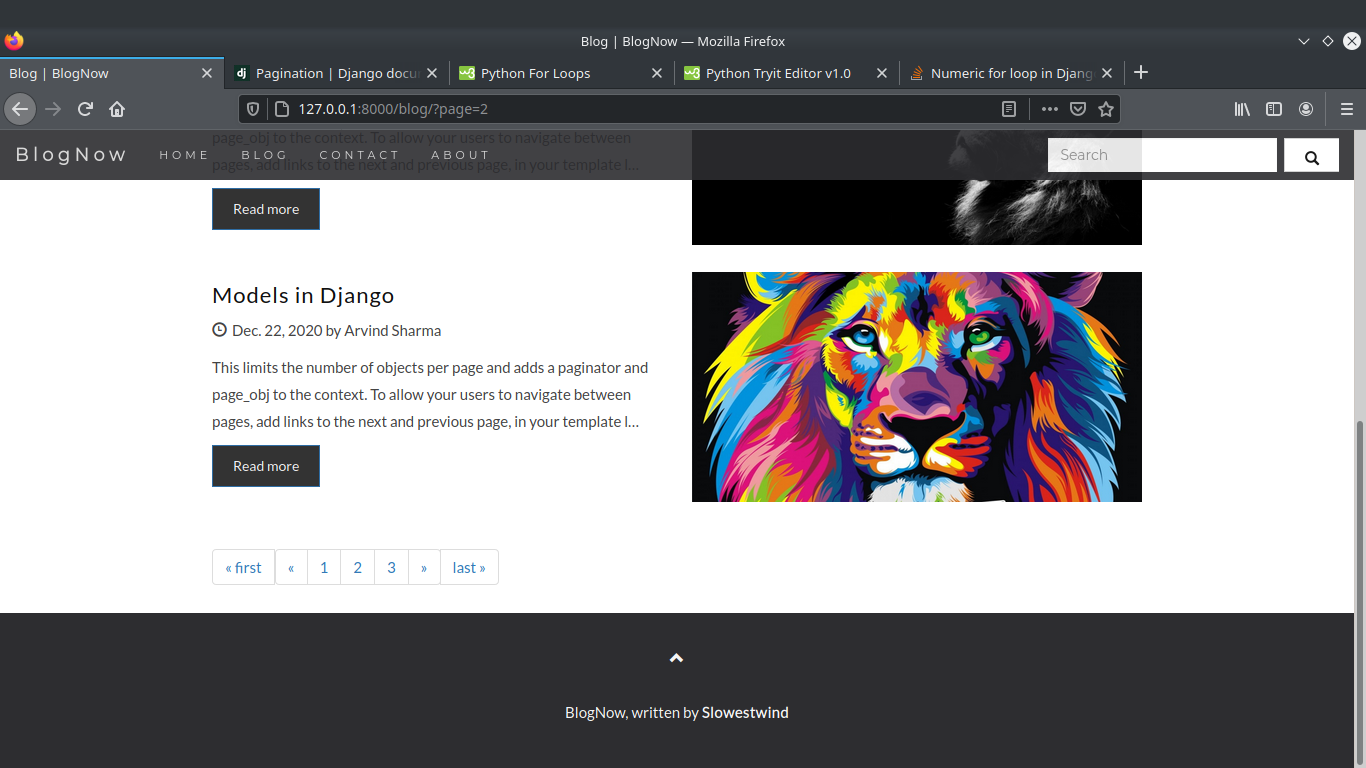 Blog | BlogNow — Mozilla Firefox
Blog | BlogNow
Pagination | Django docu
Python For Loops
Python Tryit Editor v1.0
Numeric for loop in Djang
127.0.0.1:8000/blog/?page=2
page_obj to the context. To allow your users to navigate between
BlogNow HOME BLOG CONTACT ABOUT Search
pages, add links to the next and previous page, in your template l...
Read more
Models in Django
Dec. 22, 2020 by Arvind Sharma
This limits the number of objects per page and adds a paginator and
page_obj to the context. To allow your users to navigate between
pages, add links to the next and previous page, in your template l...
Read more
« first « 1 2 3 » last »
BlogNow, written by Slowestwind